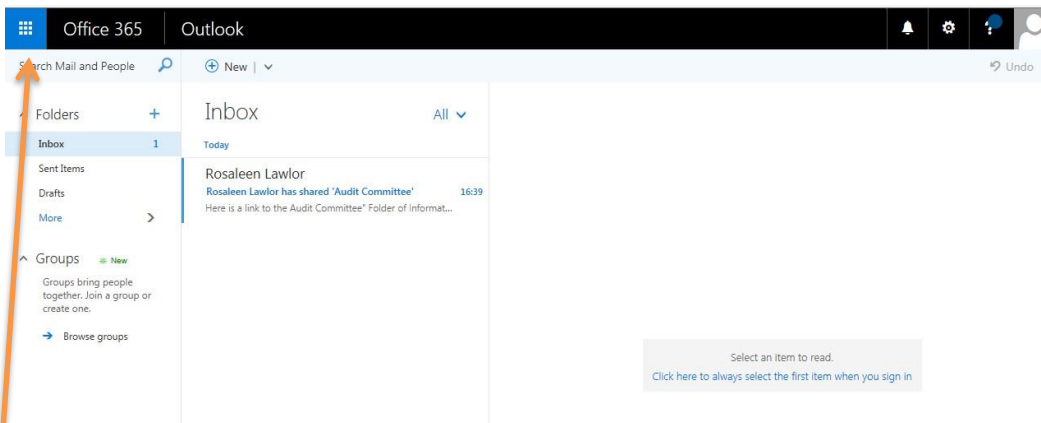 Office 365
Outlook
Search Mail and People
New
Undo
Folders
Inbox 1
Sent Items
Drafts
More
Groups New
Groups bring people
together. Join a group or
create one.
Browse groups
Inbox All
Today
Rosaleen Lawlor
Rosaleen Lawlor has shared 'Audit Committee' 16:39
Here is a link to the Audit Committee" Folder of Informat...
Select an item to read.
Click here to always select the first item when you sign in